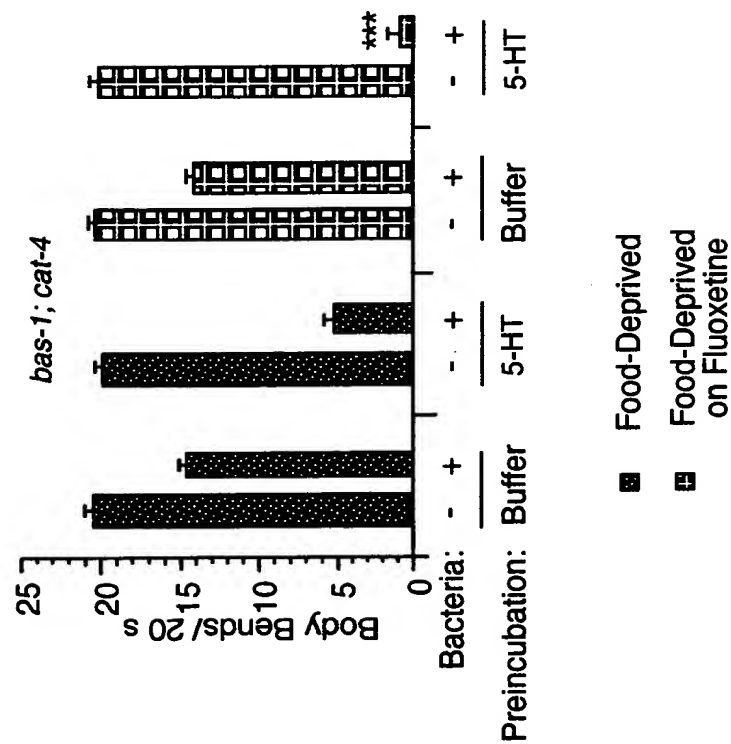 bas-1; cat-4
25
20
15
10
5
0
Body Bends/20 s
***
Bacteria: - + - + - + - +
Preincubation: Buffer 5-HT Buffer 5-HT
Food-Deprived
Food-Deprived
on Fluoxetine